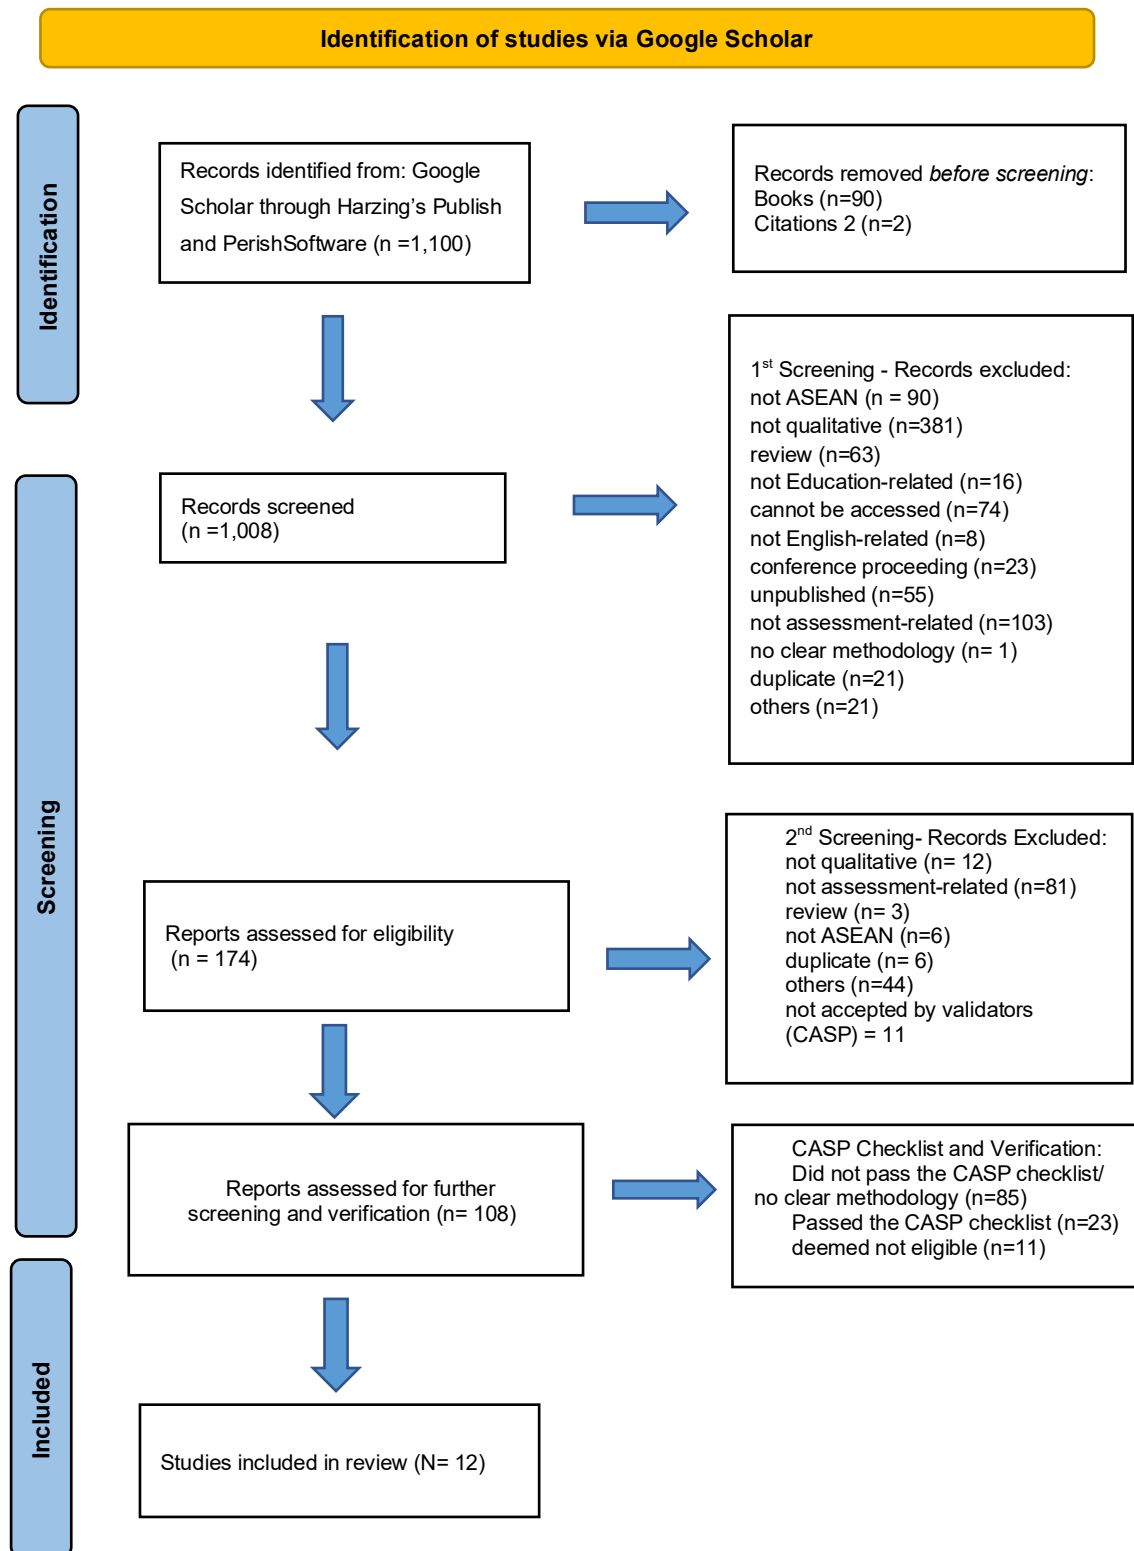 Identification of studies via Google Scholar
Identification
Records identified from: Google
Scholar through Harzing's Publish
and PerishSoftware (n =1,100)
Records removed before screening:
Books (n=90)
Citations 2 (n=2)
1st Screening - Records excluded:
not ASEAN (n = 90)
not qualitative (n=381)
review (n=63)
not Education-related (n=16)
cannot be accessed (n=74)
not English-related (n=8)
conference proceeding (n=23)
unpublished (n=55)
not assessment-related (n=103)
no clear methodology (n= 1)
duplicate (n=21)
others (n=21)
Screening
Records screened
(n =1,008)
Reports assessed for eligibility
(n = 174)
2nd Screening- Records Excluded:
not qualitative (n= 12)
not assessment-related (n=81)
review (n= 3)
not ASEAN (n=6)
duplicate (n= 6)
others (n=44)
not accepted by validators
(CASP) = 11
Reports assessed for further
screening and verification (n= 108)
CASP Checklist and Verification:
Did not pass the CASP checklist/
no clear methodology (n=85)
Passed the CASP checklist (n=23)
deemed not eligible (n=11)
Included
Studies included in review (N= 12)